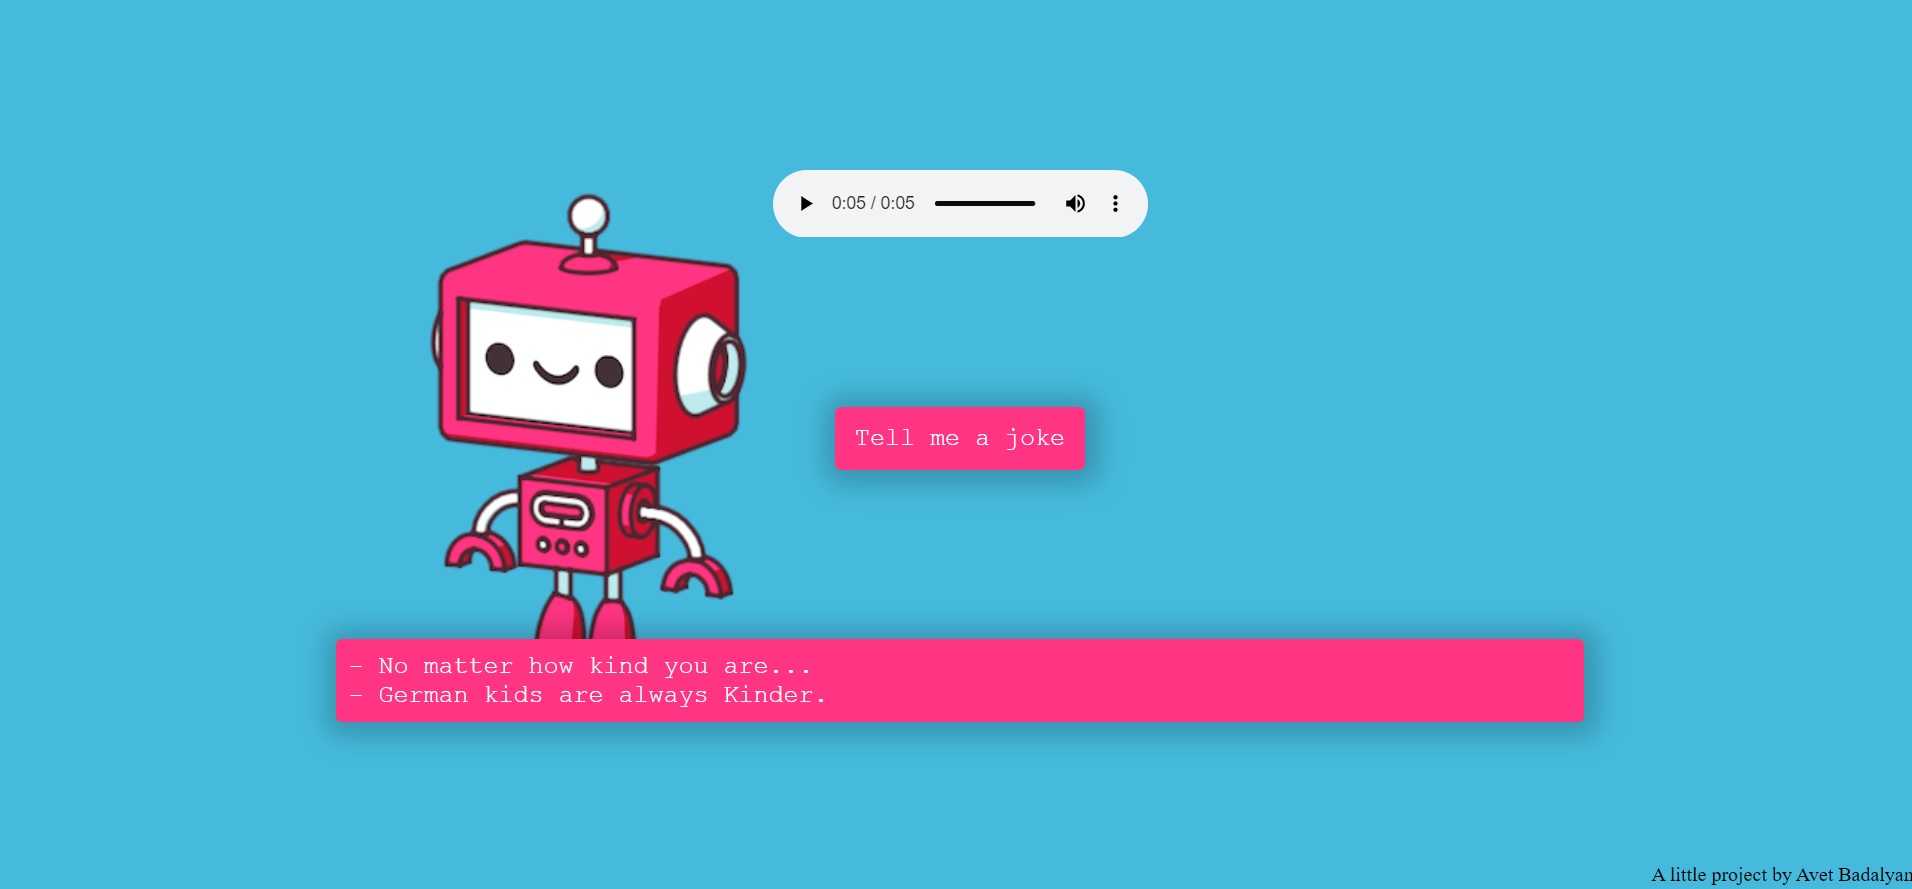 0:05 / 0:05
Tell me a joke
- No matter how kind you are...
- German kids are always Kinder.
A little project by Avet Badalyan